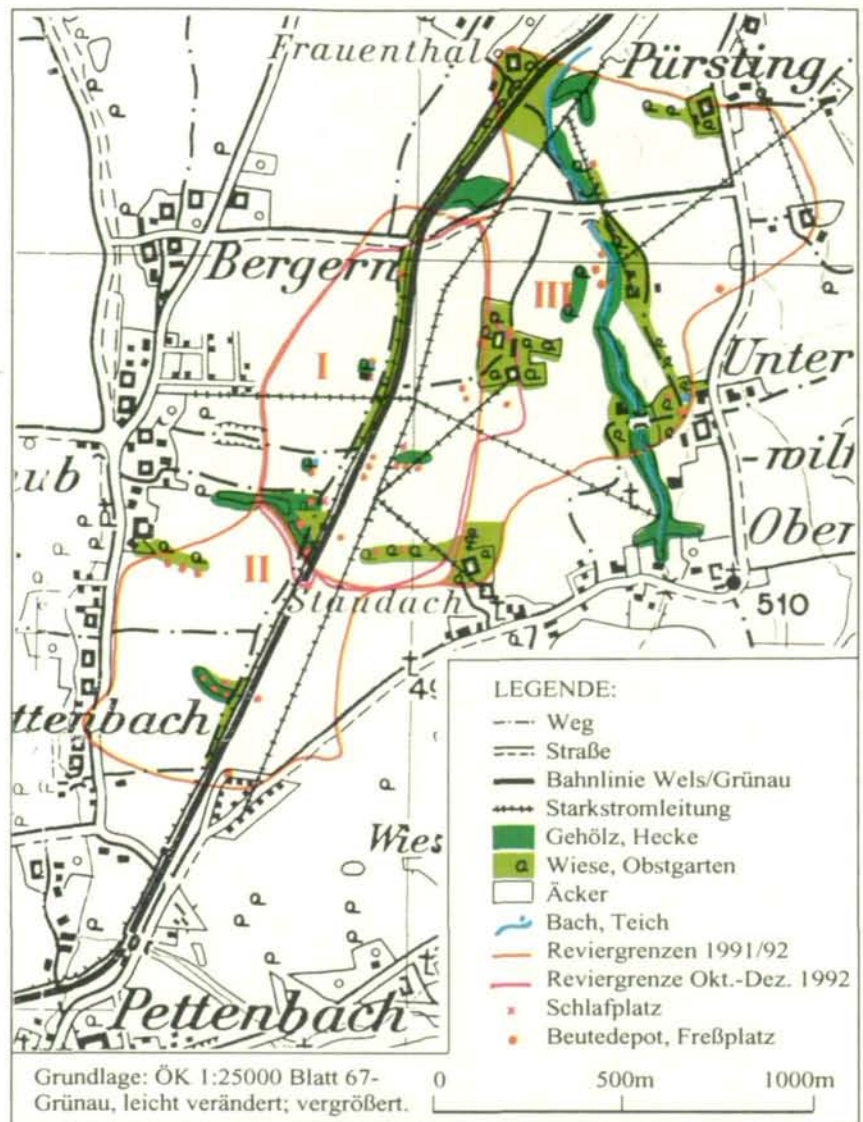 Frauenthal
Pürsting
Bergern
I
III
Unter
-wilf
aub
Ober
II
Standach
510
49
ttenbach
Wies
Pettenbach
LEGENDE:
Weg
Straße
Bahnlinie Wels/Grünau
Starkstromleitung
Gehölz, Hecke
Wiese, Obstgarten
Äcker
Bach, Teich
Reviergrenzen 1991/92
Reviergrenze Okt.-Dez. 1992
Schlafplatz
Beutedepot, Freßplatz
Grundlage: ÖK 1:25000 Blatt 67-
Grünau, leicht verändert; vergrößert.
0 500m 1000m